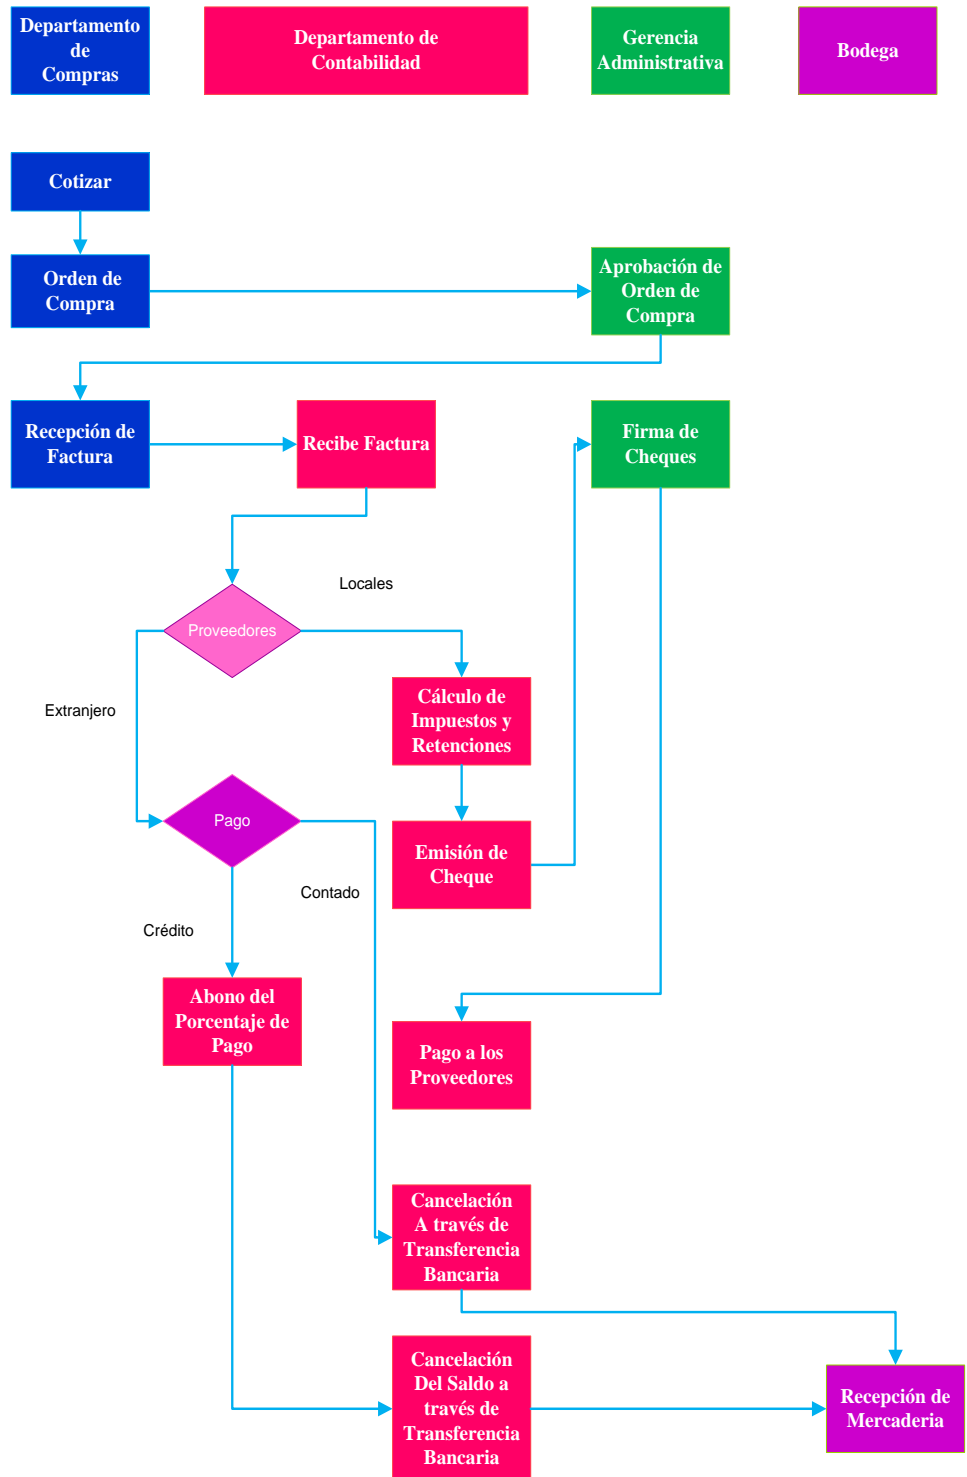 Departamento
de
Compras
Departamento de
Contabilidad
Gerencia
Administrativa
Bodega
Cotizar
Orden de
Compra
Aprobación de
Orden de
Compra
Recepción de
Factura
Recibe Factura
Firma de
Cheques
Locales
Proveedores
Extranjero
Cálculo de
Impuestos y
Retenciones
Pago
Emisión de
Cheque
Contado
Crédito
Abono del
Porcentaje de
Pago
Pago a los
Proveedores
Cancelación
A través de
Transferencia
Bancaria
Cancelación
Del Saldo a
través de
Transferencia
Bancaria
Recepción de
Mercaderia